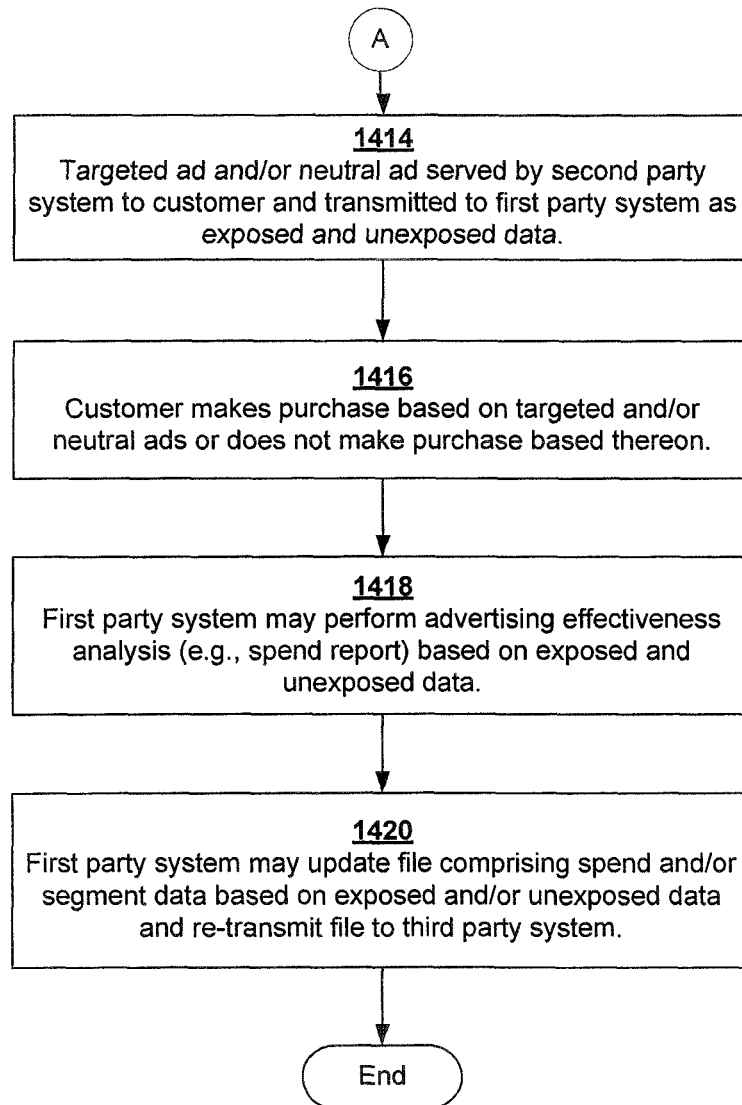 A
1414
Targeted ad and/or neutral ad served by second party
system to customer and transmitted to first party system as
exposed and unexposed data.
1416
Customer makes purchase based on targeted and/or
neutral ads or does not make purchase based thereon.
1418
First party system may perform advertising effectiveness
analysis (e.g., spend report) based on exposed and
unexposed data.
1420
First party system may update file comprising spend and/or
segment data based on exposed and/or unexposed data
and re-transmit file to third party system.
End